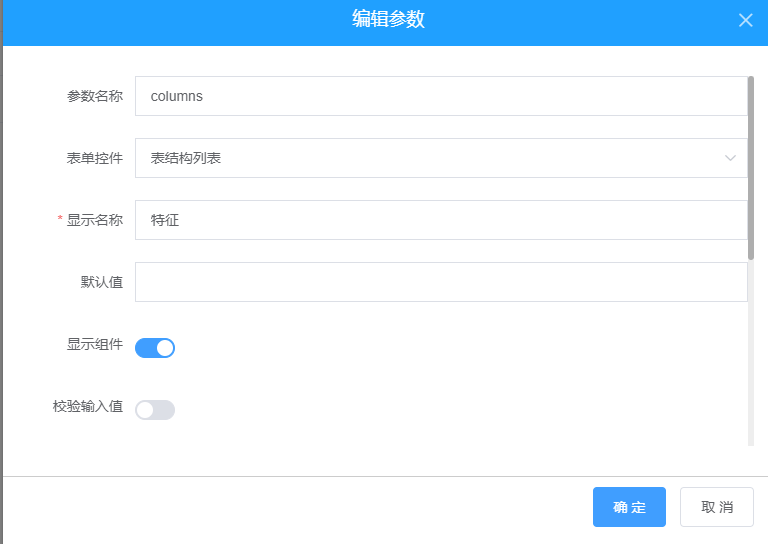 编辑参数
参数名称 columns
表单控件 表结构列表
* 显示名称 特征
默认值
显示组件
校验输入值
确 定 取 消